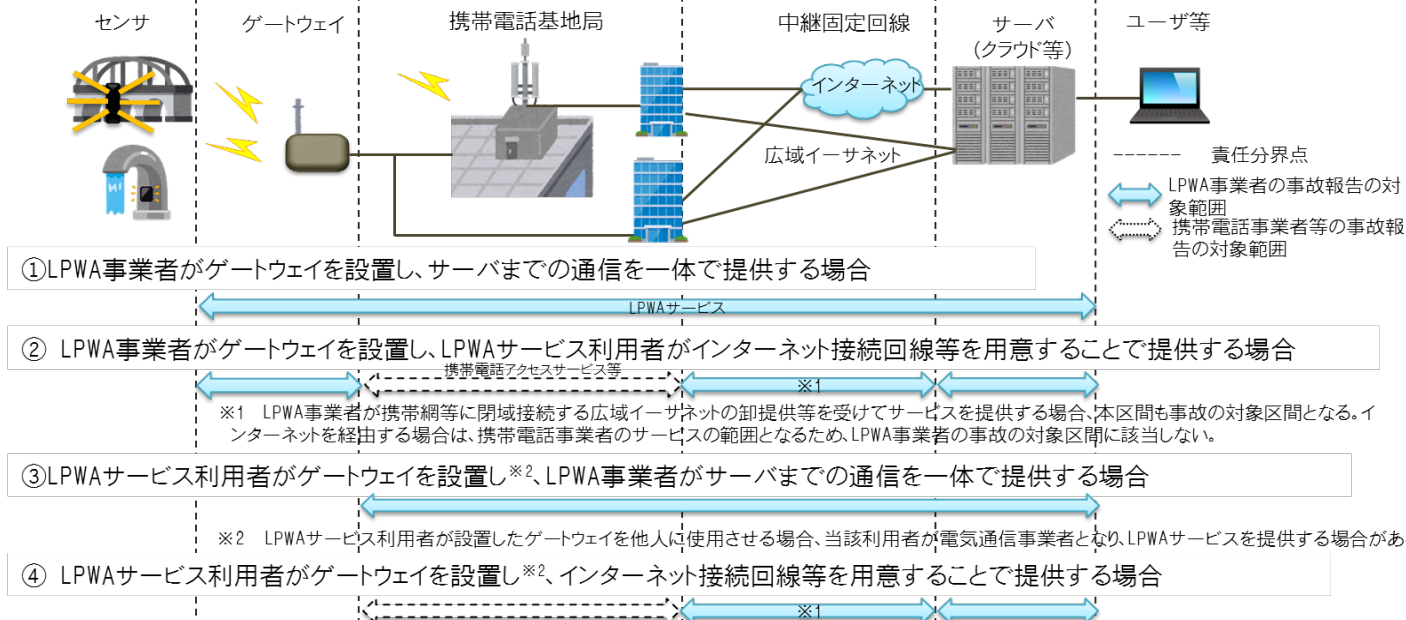 センサ
ゲートウェイ
携帯電話基地局
中継固定回線
サーバ
(クラウド等)
ユーザ等
インターネット
広域イーサネット
------ 責任分界点
LPWA事業者の事故報告の対
象範囲
携帯電話事業者等の事故報
告の対象範囲
①LPWA事業者がゲートウェイを設置し、サーバまでの通信を一体で提供する場合
LPWAサービス
② LPWA事業者がゲートウェイを設置し、LPWAサービス利用者がインターネット接続回線等を用意することで提供する場合
携帯電話アクセスサービス等
※1
※1 LPWA事業者が携帯網等に閉域接続する広域イーサネットの卸提供等を受けてサービスを提供する場合、本区間も事故の対象区間となる。イ
ンターネットを経由する場合は、携帯電話事業者のサービスの範囲となるため、LPWA事業者の事故の対象区間に該当しない。
③LPWAサービス利用者がゲートウェイを設置し※2、LPWA事業者がサーバまでの通信を一体で提供する場合
※2 LPWAサービス利用者が設置したゲートウェイを他人に使用させる場合、当該利用者が電気通信事業者となり、LPWAサービスを提供する場合があ
④ LPWAサービス利用者がゲートウェイを設置し※2、インターネット接続回線等を用意することで提供する場合
※1